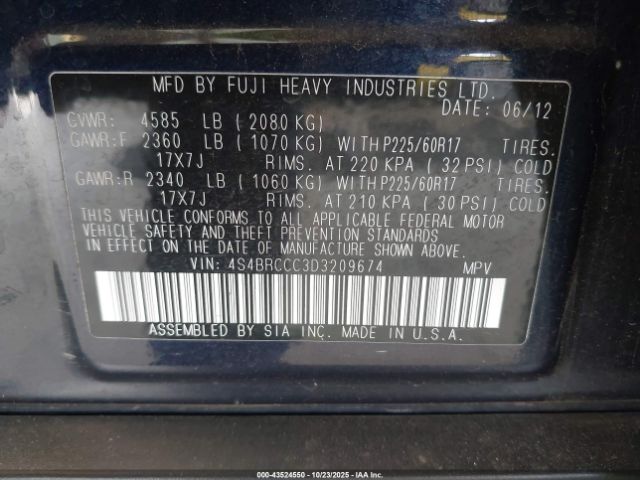 MFD BY FUJI HEAVY INDUSTRIES LTD.
DATE: 06/12
GVWR: 4585 LB ( 2080 KG)
GAWR:F 2360 LB ( 1070 KG) WITH P225/60R17 TIRES.
17X7J RIMS. AT 220 KPA ( 32 PSI) COLD
GAWR:R 2340 LB ( 1060 KG) WITH P225/60R17 TIRES.
17X7J RIMS. AT 210 KPA ( 30 PSI) COLD
THIS VEHICLE CONFORMS TO ALL APPLICABLE FEDERAL MOTOR
VEHICLE SAFETY AND THEFT PREVENTION STANDARDS
IN EFFECT ON THE DATE OF MANUFACTURE SHOWN ABOVE.
VIN: 4S4BRCCC3D3209674 MPV
ASSEMBLED BY SIA INC. MADE IN U.S.A.
000-43524550 - 10/23/2025 - IAA Inc.